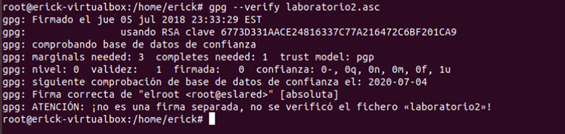 root@erick-virtualbox:/home/erick# gpg --verify laboratorio2.asc
gpg: Firmado el jue 05 jul 2018 23:33:29 EST
gpg:                usando RSA clave 6773D331AACE24816337C77A216472C6BF201CA9
gpg: comprobando base de datos de confianza
gpg: marginals needed: 3  completes needed: 1  trust model: pgp
gpg: nivel: 0  validez:   1  firmada:   0  confianza: 0-, 0q, 0n, 0m, 0f, 1u
gpg: siguiente comprobación de base de datos de confianza el: 2020-07-04
gpg: Firma correcta de "elroot <root@eslared>" [absoluta]
gpg: ATENCIÓN: ¡no es una firma separada, no se verificó el fichero «laboratorio2»!
root@erick-virtualbox:/home/erick#